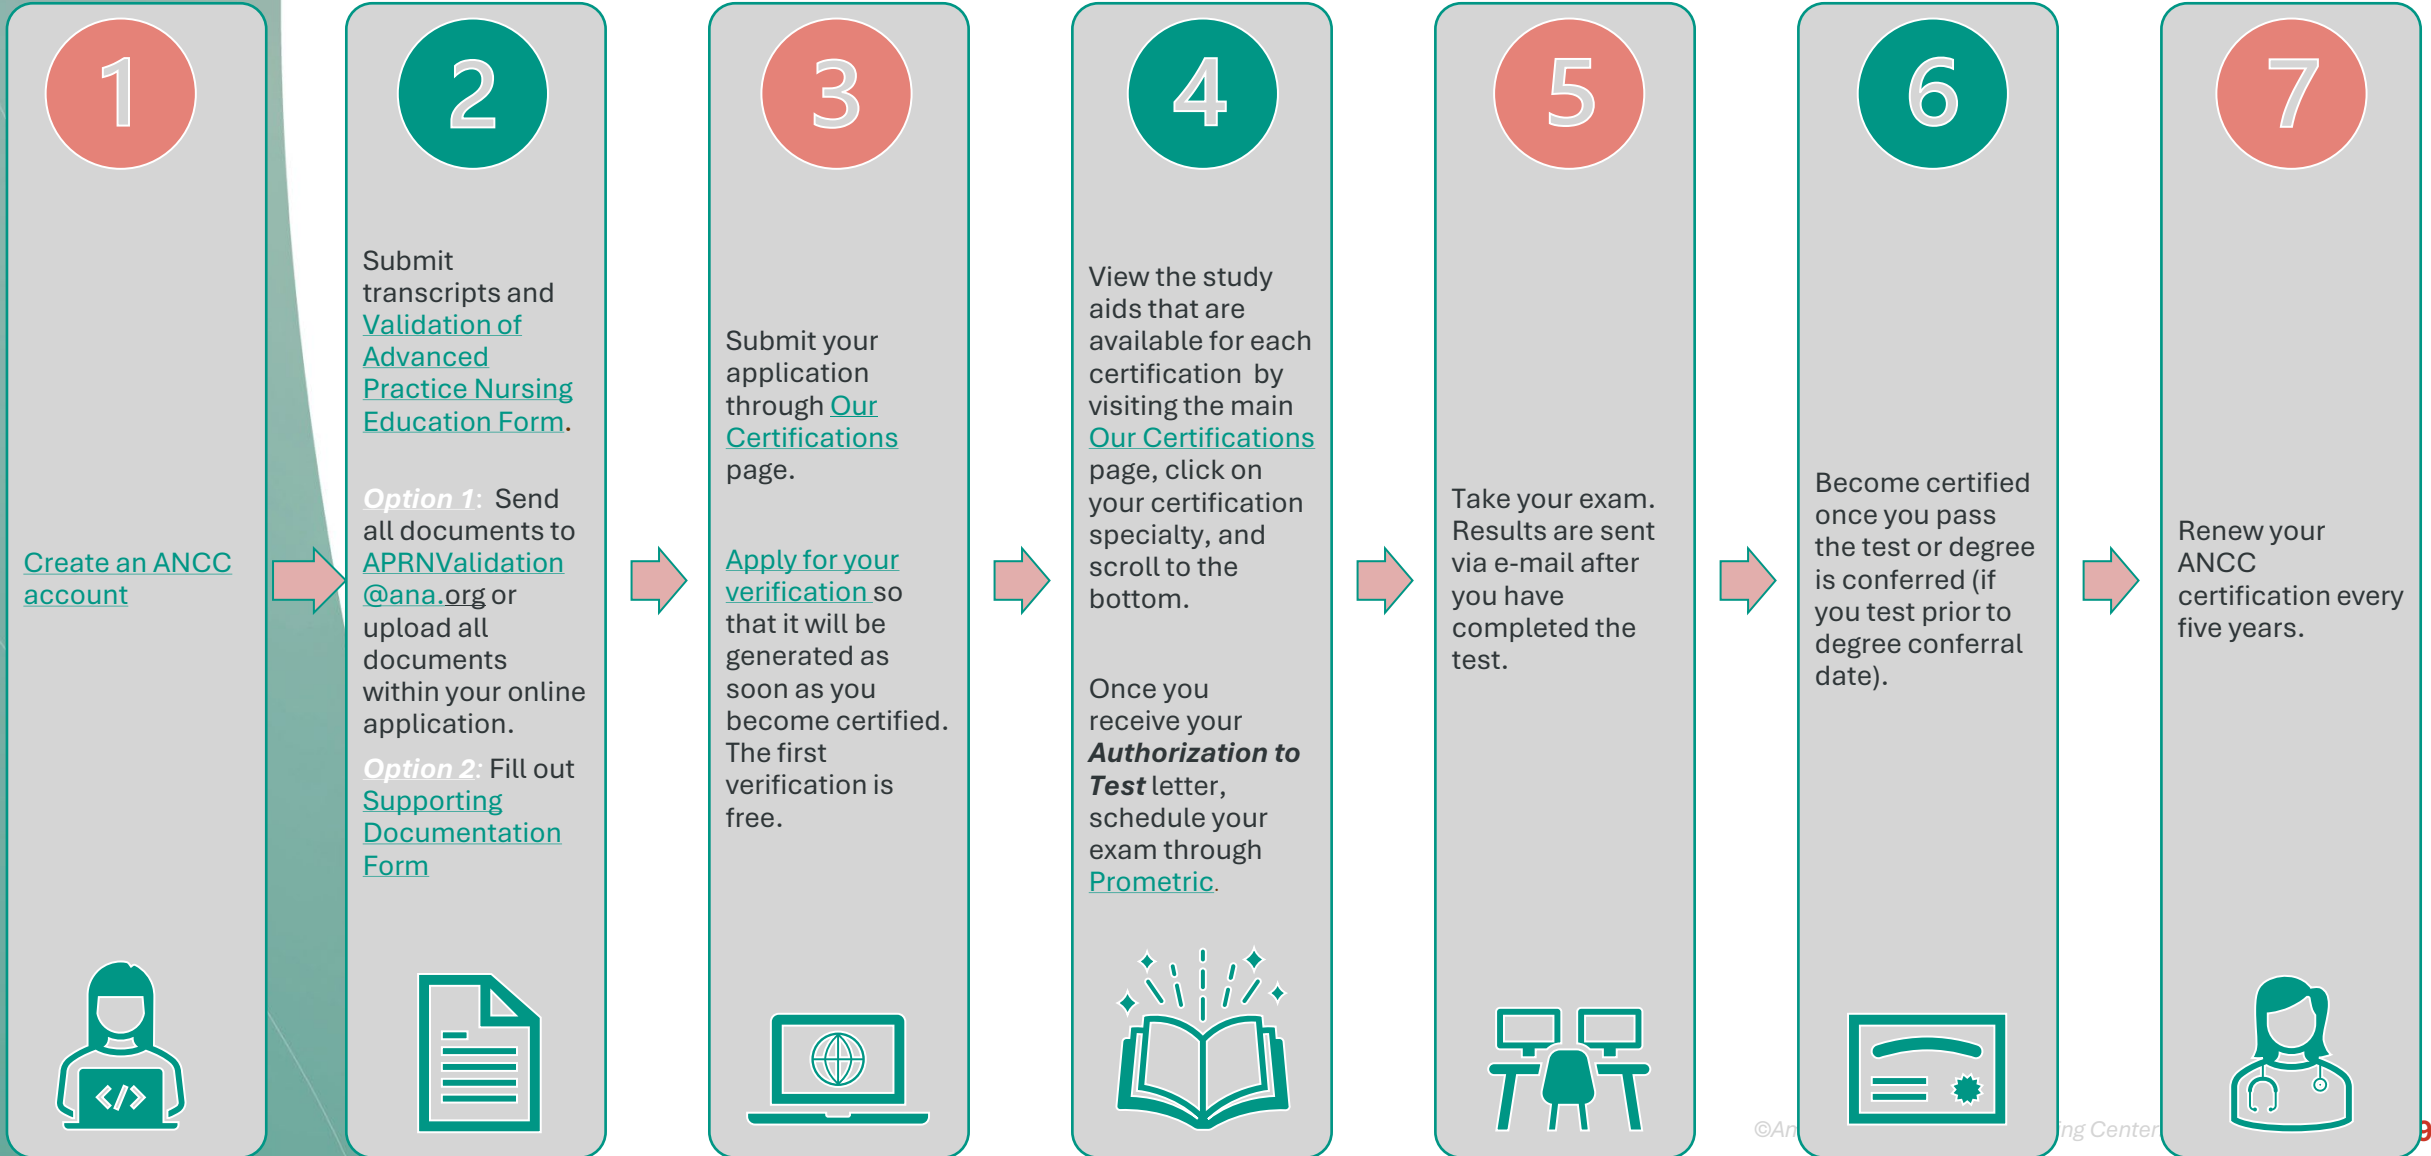 1
Create an ANCC
account
2
Submit
transcripts and
Validation of
Advanced
Practice Nursing
Education Form.
Option 1:  Send
all documents to
APRNValidation
@ana.org or
upload all
documents
within your online
application.
Option 2: Fill out
Supporting
Documentation
Form
3
Submit your
application
through Our
Certifications
page.
Apply for your
verification so
that it will be
generated as
soon as you
become certified.
The first
verification is
free.
4
View the study
aids that are
available for each
certification  by
visiting the main
Our Certifications
page, click on
your certification
specialty, and
scroll to the
bottom.
Once you
receive your
Authorization to
Test letter,
schedule your
exam through
Prometric.
5
Take your exam.
Results are sent
via e-mail after
you have
completed the
test.
6
Become certified
once you pass
the test or degree
is conferred (if
you test prior to
degree conferral
date).
7
Renew your
ANCC
certification every
five years.
</>
Center
9